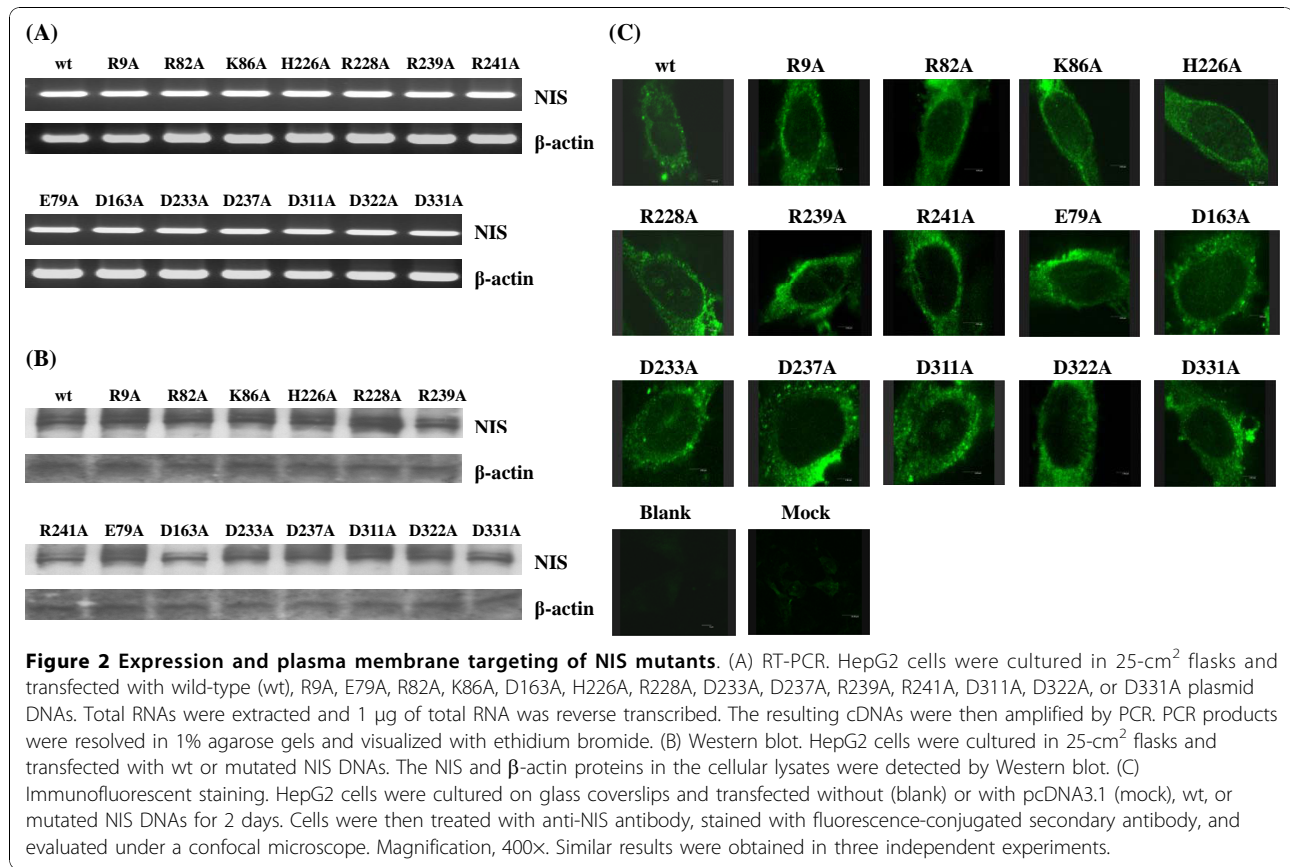 (A)
wt R9A R82A K86A H226A R228A R239A R241A
NIS
β-actin
E79A D163A D233A D237A D311A D322A D331A
NIS
β-actin
(B)
wt R9A R82A K86A H226A R228A R239A
NIS
β-actin
R241A E79A D163A D233A D237A D311A D322A D331A
NIS
β-actin
(C)
wt R9A R82A K86A H226A
R228A R239A R241A E79A D163A
D233A D237A D311A D322A D331A
Blank Mock
Figure 2 Expression and plasma membrane targeting of NIS mutants. (A) RT-PCR. HepG2 cells were cultured in 25-cm² flasks and
transfected with wild-type (wt), R9A, E79A, R82A, K86A, D163A, H226A, R228A, D233A, D237A, R239A, R241A, D311A, D322A, or D331A plasmid
DNAs. Total RNAs were extracted and 1 μg of total RNA was reverse transcribed. The resulting cDNAs were then amplified by PCR. PCR products
were resolved in 1% agarose gels and visualized with ethidium bromide. (B) Western blot. HepG2 cells were cultured in 25-cm² flasks and
transfected with wt or mutated NIS DNAs. The NIS and β-actin proteins in the cellular lysates were detected by Western blot. (C)
Immunofluorescent staining. HepG2 cells were cultured on glass coverslips and transfected without (blank) or with pcDNA3.1 (mock), wt, or
mutated NIS DNAs for 2 days. Cells were then treated with anti-NIS antibody, stained with fluorescence-conjugated secondary antibody, and
evaluated under a confocal microscope. Magnification, 400×. Similar results were obtained in three independent experiments.